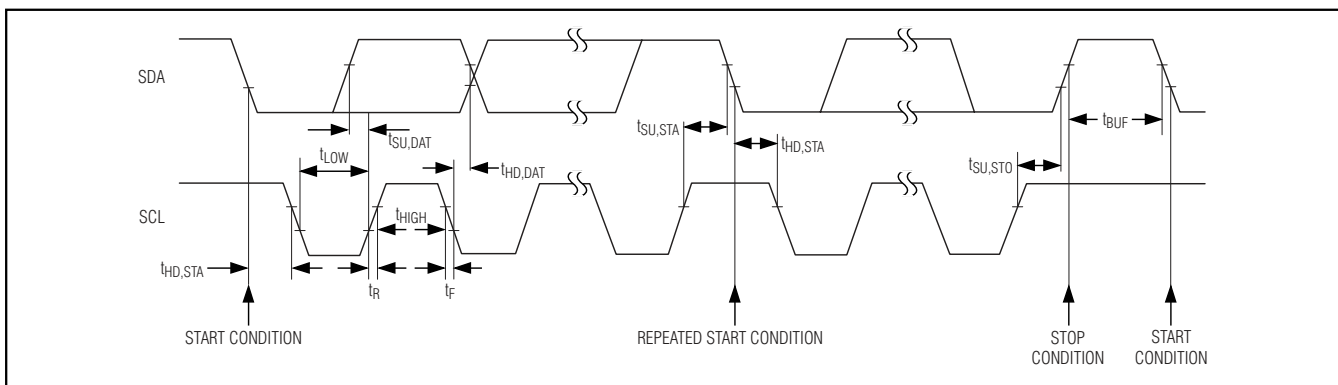 SDA
tSU,DAT
tLOW
tHD,DAT
tSU,STA
tHD,STA
tBUF
tSU,STO
SCL
tHIGH
tHD,STA
tR
tF
START CONDITION
REPEATED START CONDITION
STOP
CONDITION
START
CONDITION